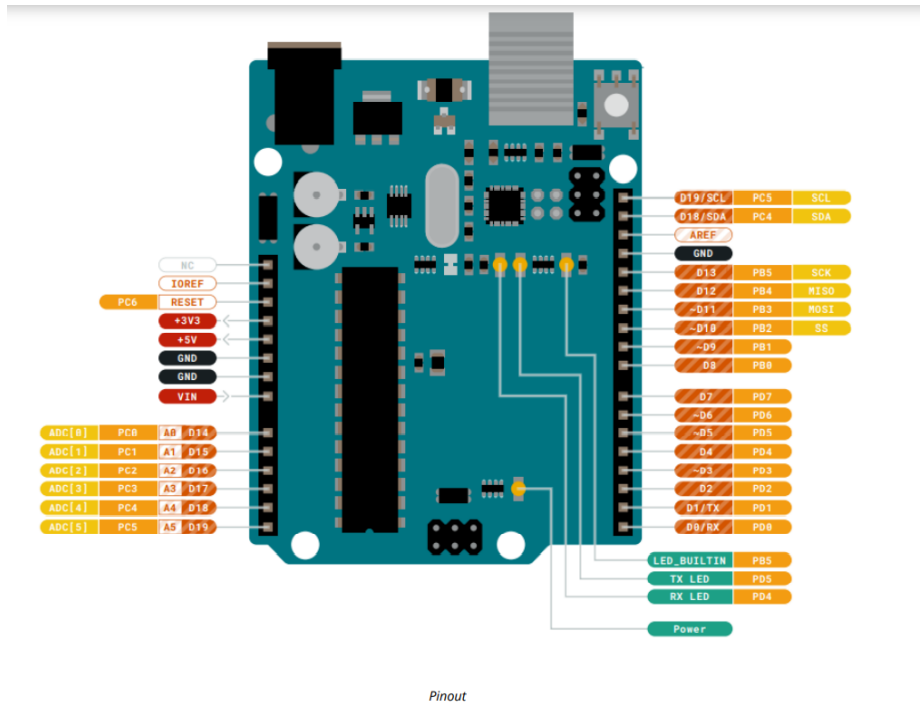 D19/SCL PC5 SCL
D18/SDA PC4 SDA
AREF
GND
D13 PB5 SCK
D12 PB4 MISO
~D11 PB3 MOSI
~D10 PB2 SS
~D9 PB1
D8 PB0
D7 PD7
~D6 PD6
~D5 PD5
D4 PD4
~D3 PD3
D2 PD2
D1/TX PD1
D0/RX PD0
NC
IOREF
PC6 RESET
+3V3
+5V
GND
GND
VIN
ADC[0] PC0 A0 D14
ADC[1] PC1 A1 D15
ADC[2] PC2 A2 D16
ADC[3] PC3 A3 D17
ADC[4] PC4 A4 D18
ADC[5] PC5 A5 D19
LED_BUILTIN PB5
TX LED PD5
RX LED PD4
Power
Pinout